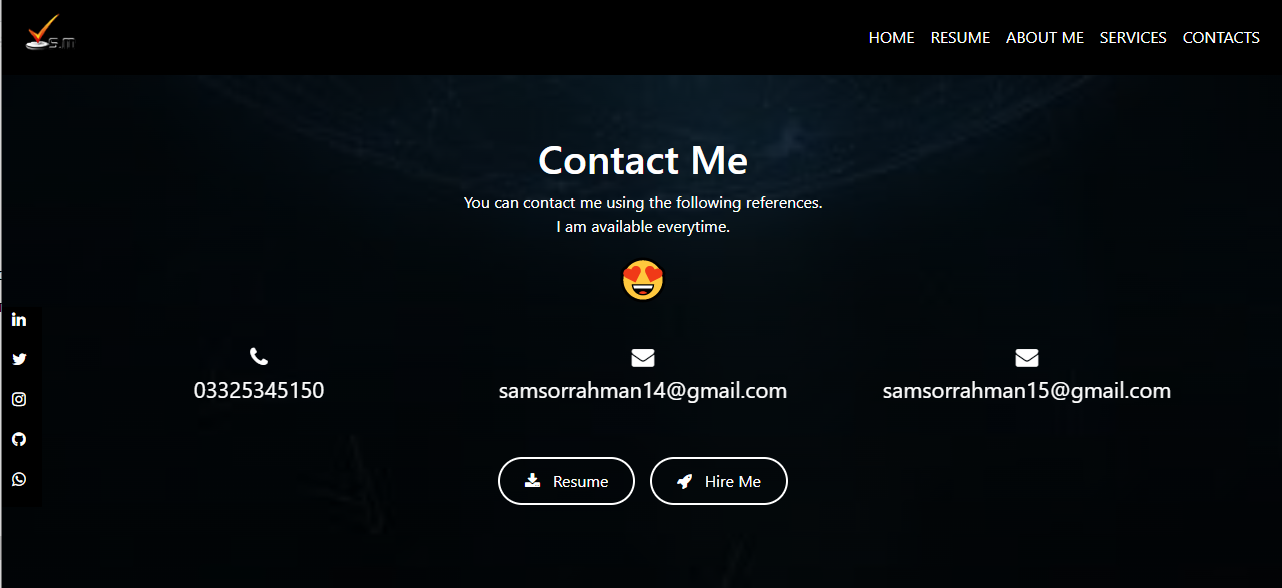 s.m
HOME RESUME ABOUT ME SERVICES CONTACTS
Contact Me
You can contact me using the following references.
I am available everytime.
in
03325345150
samsorrahman14@gmail.com
samsorrahman15@gmail.com
Resume
Hire Me